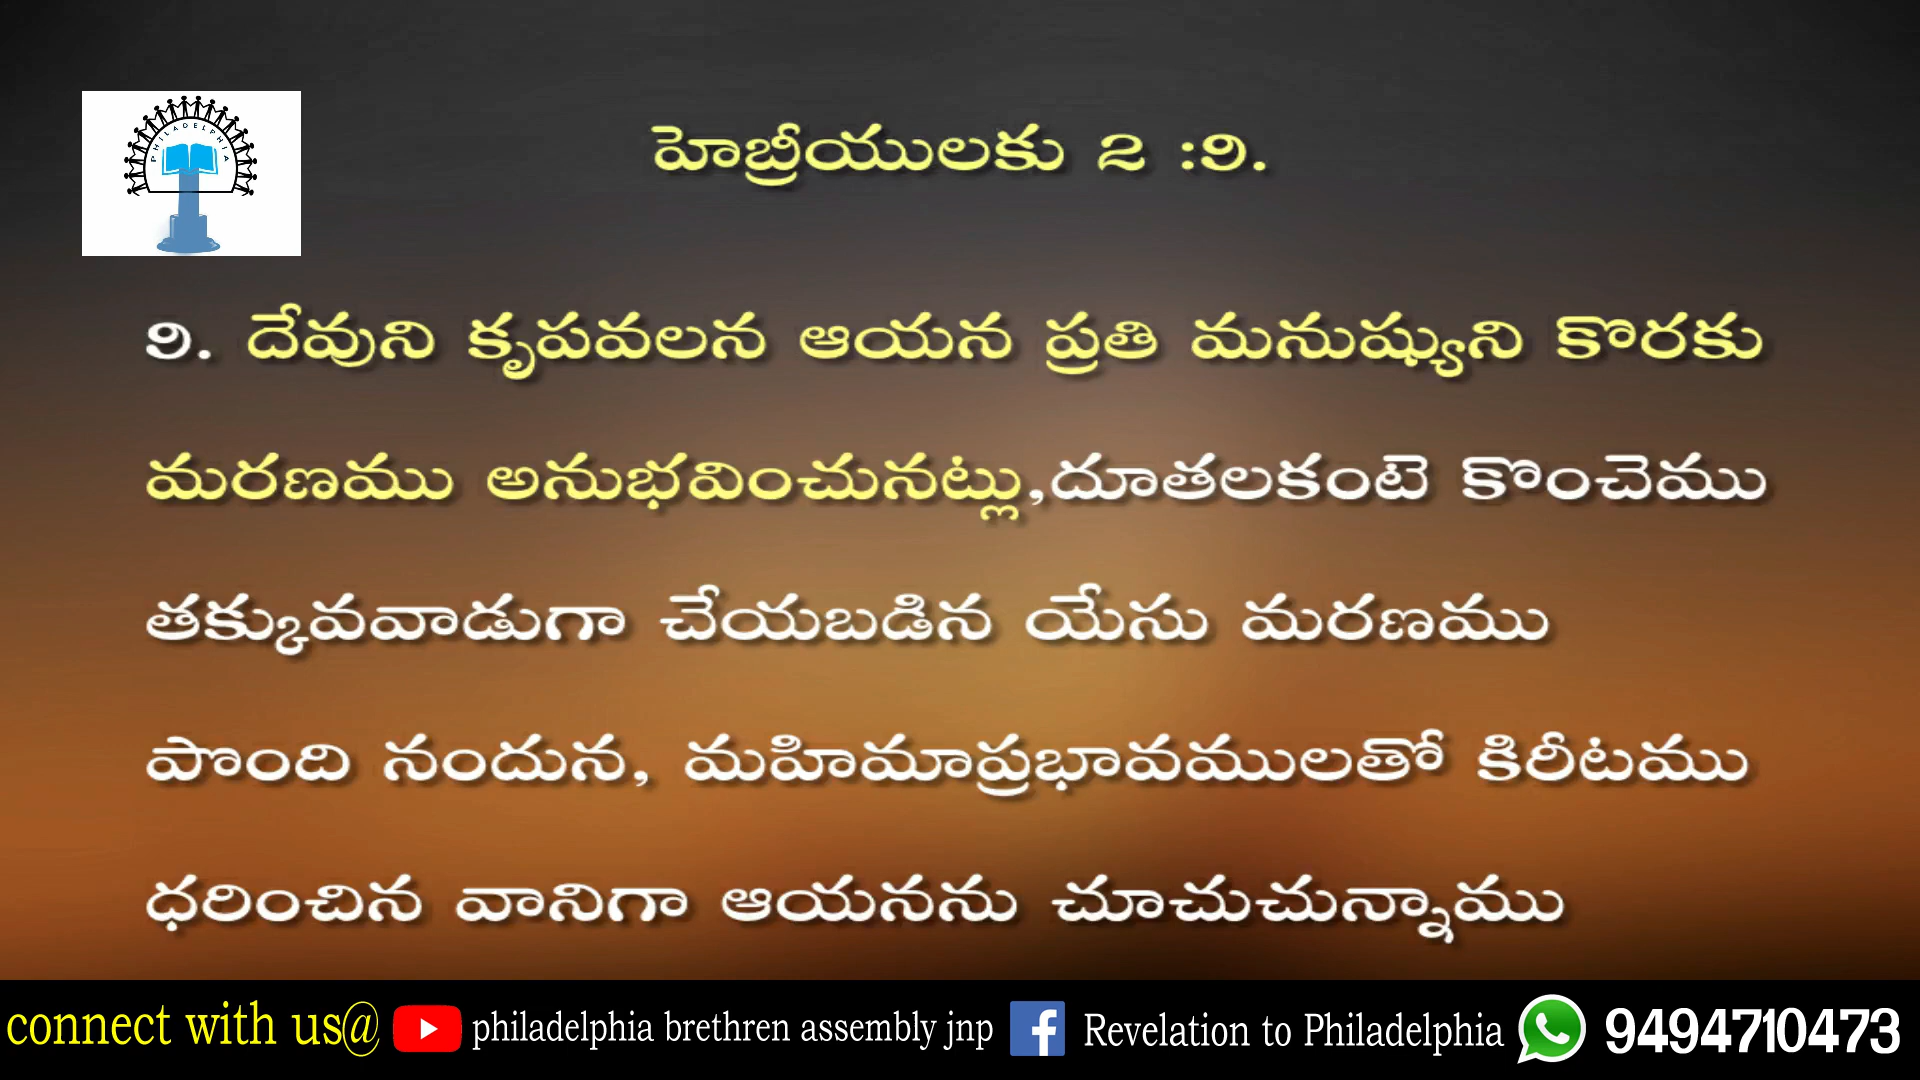 PHILADELPHIA
హెబ్రీయులకు ౨ :౯.
౯. దేవుని కృపవలన ఆయన ప్రతి మనుష్యుని కొరకు
మరణము అనుభవించునట్లు,దూతలకంటె కొంచెము
తక్కువవాడుగా చేయబడిన యేసు మరణము
పొంది నందున, మహిమాప్రభావములతో కిరీటము
ధరించిన వానిగా ఆయనను చూచుచున్నాము
connect with us@ philadelphia brethren assembly jnp Revelation to Philadelphia 9494710473